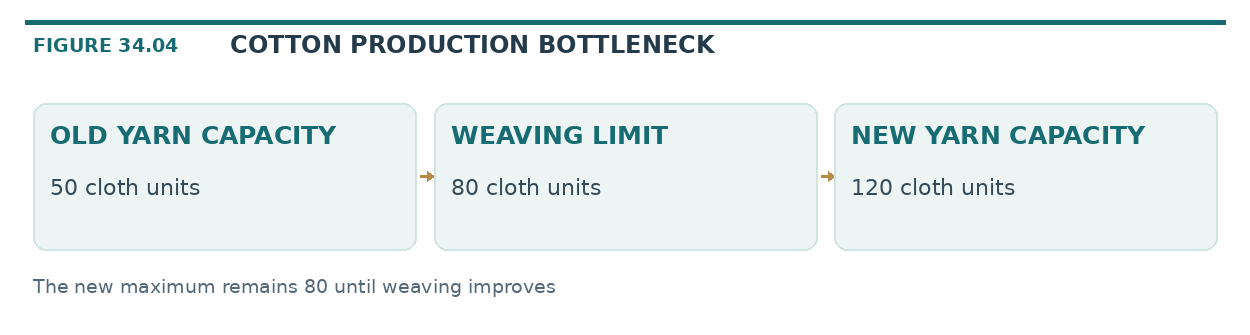 FIGURE 34.04 COTTON PRODUCTION BOTTLENECK
OLD YARN CAPACITY
50 cloth units
WEAVING LIMIT
80 cloth units
NEW YARN CAPACITY
120 cloth units
The new maximum remains 80 until weaving improves